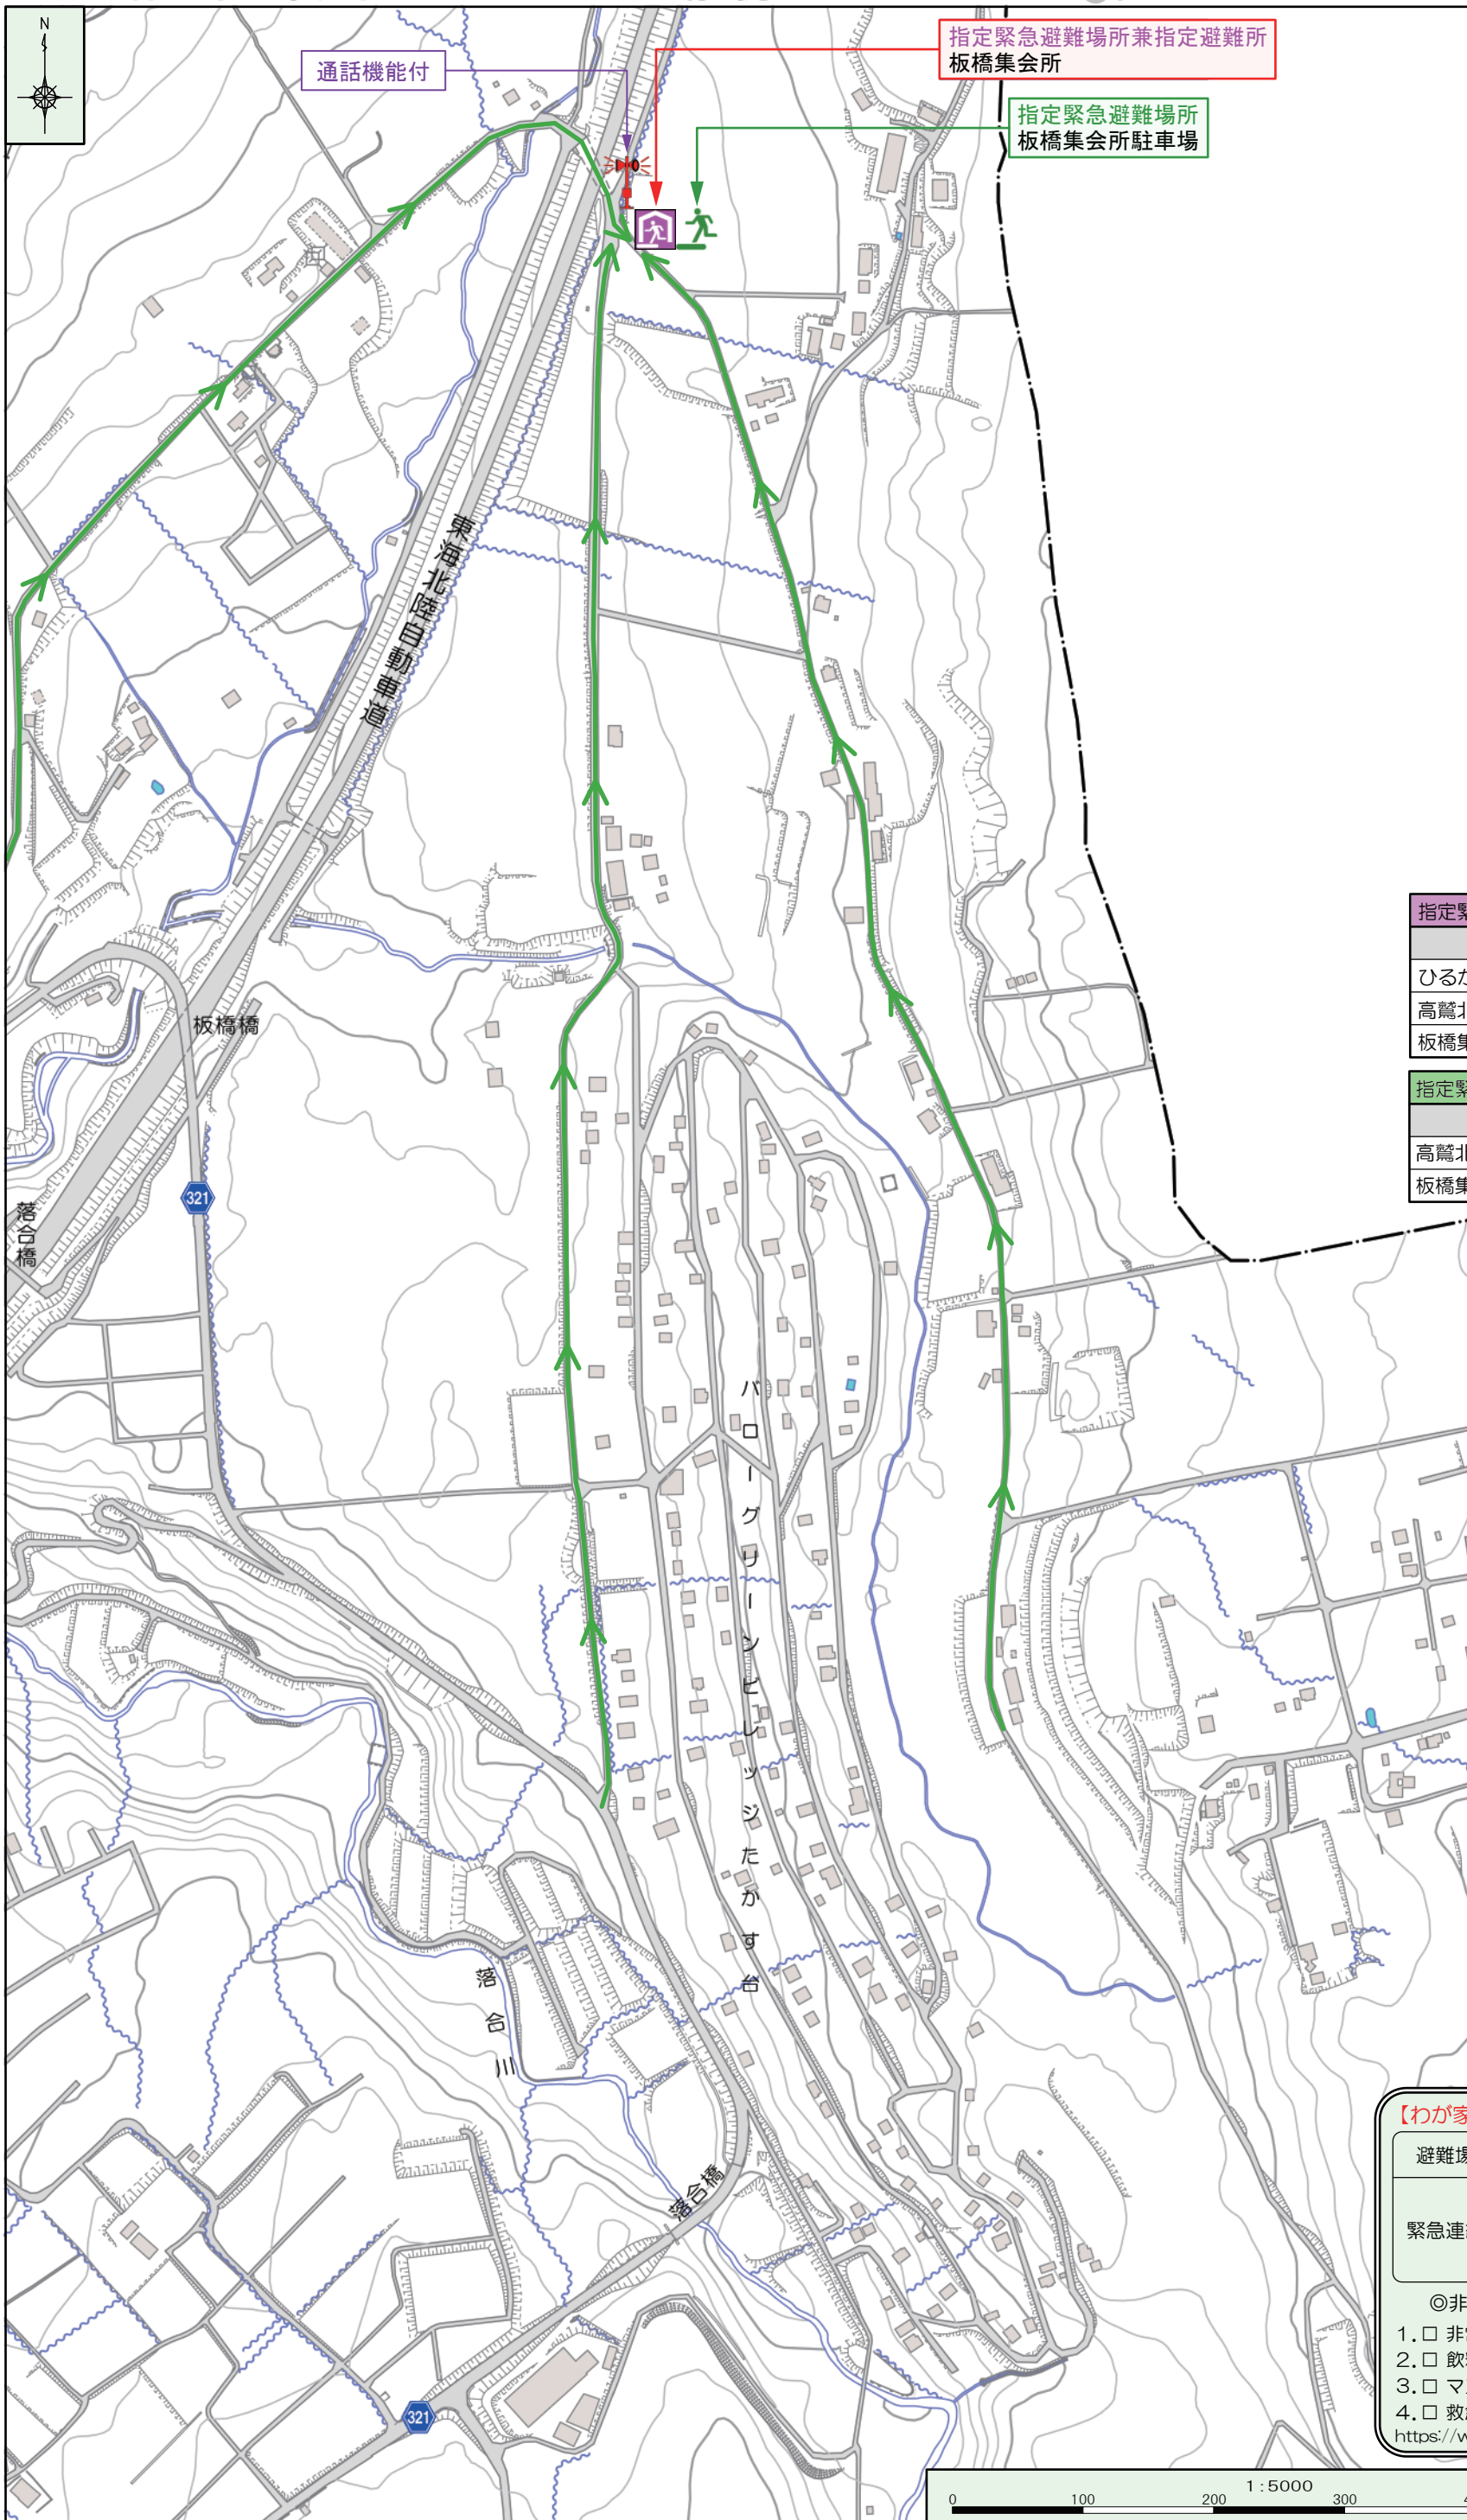 N
通話機能付
指定緊急避難場所兼指定避難所
板橋集会所
指定緊急避難場所
板橋集会所駐車場
東海北陸自動車道
板橋橋
321
落合橋
バローグリーンビレッジたかす台
落合川
落合橋
321
指定緊
ひるが
高鷲北
板橋集
指定緊
高鷲北
板橋集
【わが家
避難場
緊急連
◎非
1.□ 非
2.□ 飲
3.□ マ
4.□ 救
https://w
1:5000
0 100 200 300